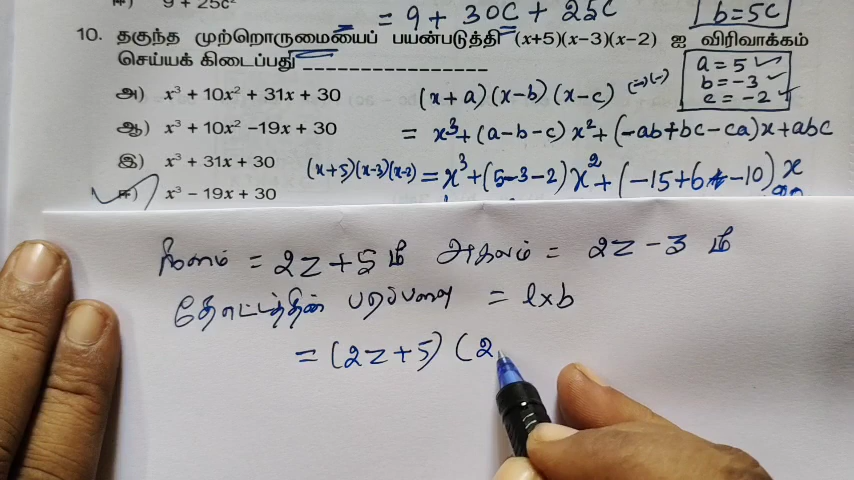 9 + 25c²
= 9 + 30c + 25c b = 5c
10. தகுந்த முற்றொருமையைப் பயன்படுத்தி (x+5)(x−3)(x−2) ஐ விரிவாக்கம்
செய்யக் கிடைப்பது
a = 5
b = −3
c = −2
அ) x³ + 10x² + 31x + 30 (x+a)(x−b)(x−c) (−)(−)
ஆ) x³ + 10x² −19x + 30 = x³+(a−b−c)x²+(−ab+bc−ca)x+abc
இ) x³ + 31x + 30 (x+5)(x−3)(x−2) = x³+(5−3−2)x²+(−15+6−10)x
ஈ) x³ − 19x + 30
நீளம் = 2z+5 மீ அகலம் = 2z−3 மீ
தோட்டத்தின் பரப்பளவு = l×b
= (2z+5) (2